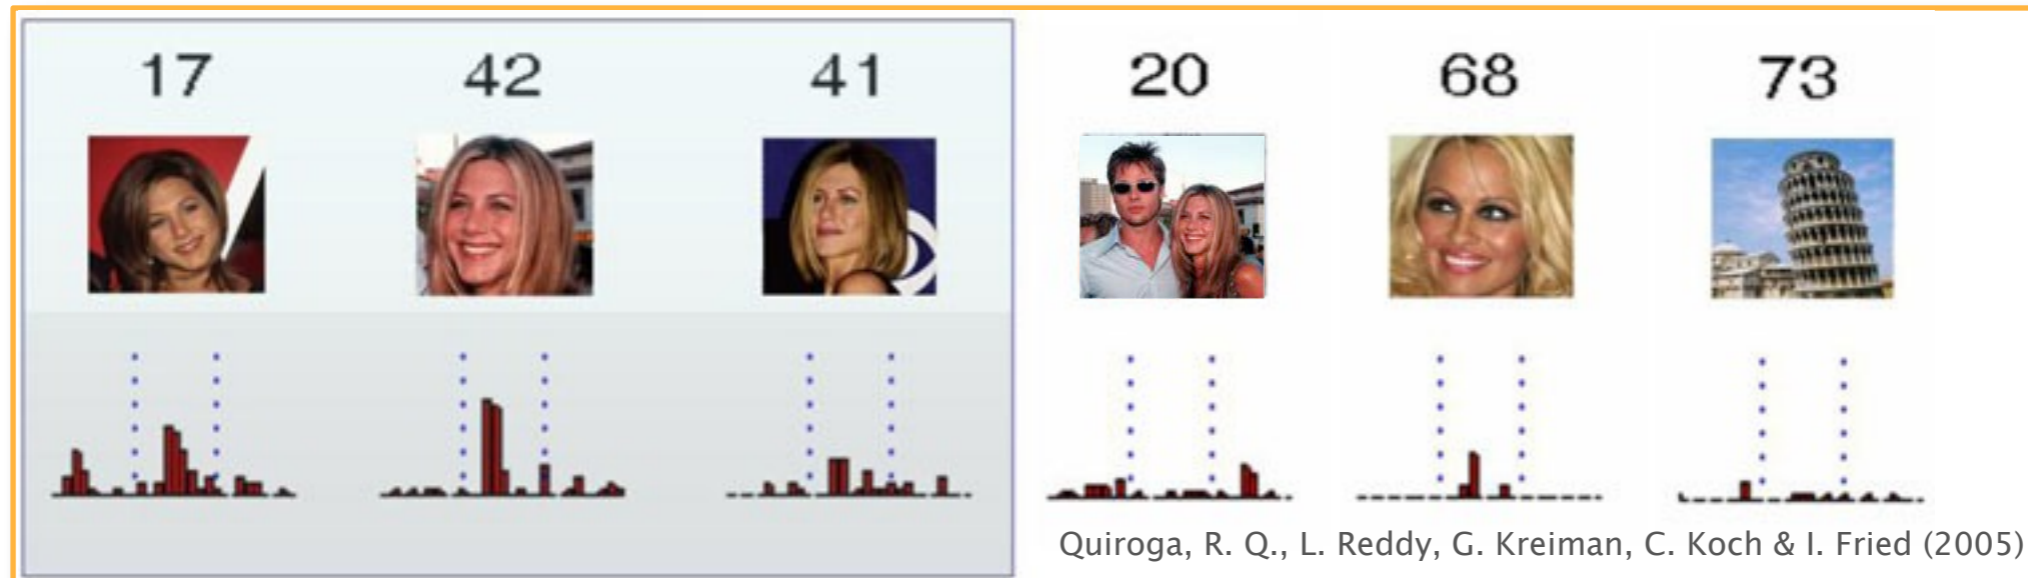 17 42 41 20 68 73
Quiroga, R. Q., L. Reddy, G. Kreiman, C. Koch & I. Fried (2005)